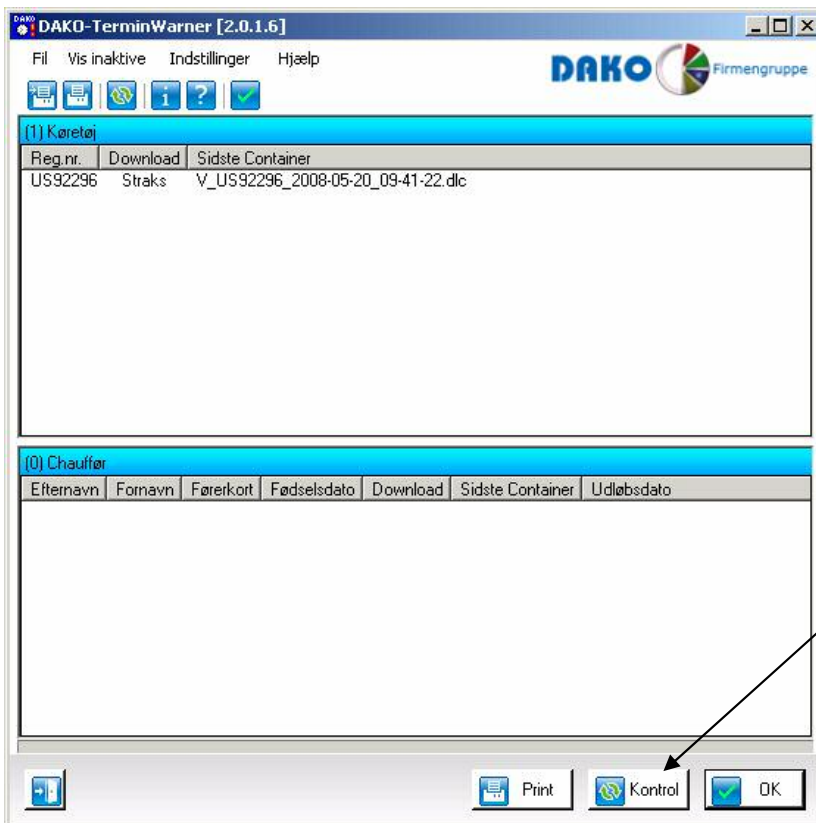 DAKO-TerminWarner [2.0.1.6]
Fil Vis inaktive Indstillinger Hjælp
DAKO Firmengruppe
(1) Køretøj
Reg.nr. Download Sidste Container
US92296 Straks V_US92296_2008-05-20_09-41-22.dlc
(0) Chauffør
Efternavn Fornavn Førerkort Fødselsdato Download Sidste Container Udløbsdato
Print Kontrol OK